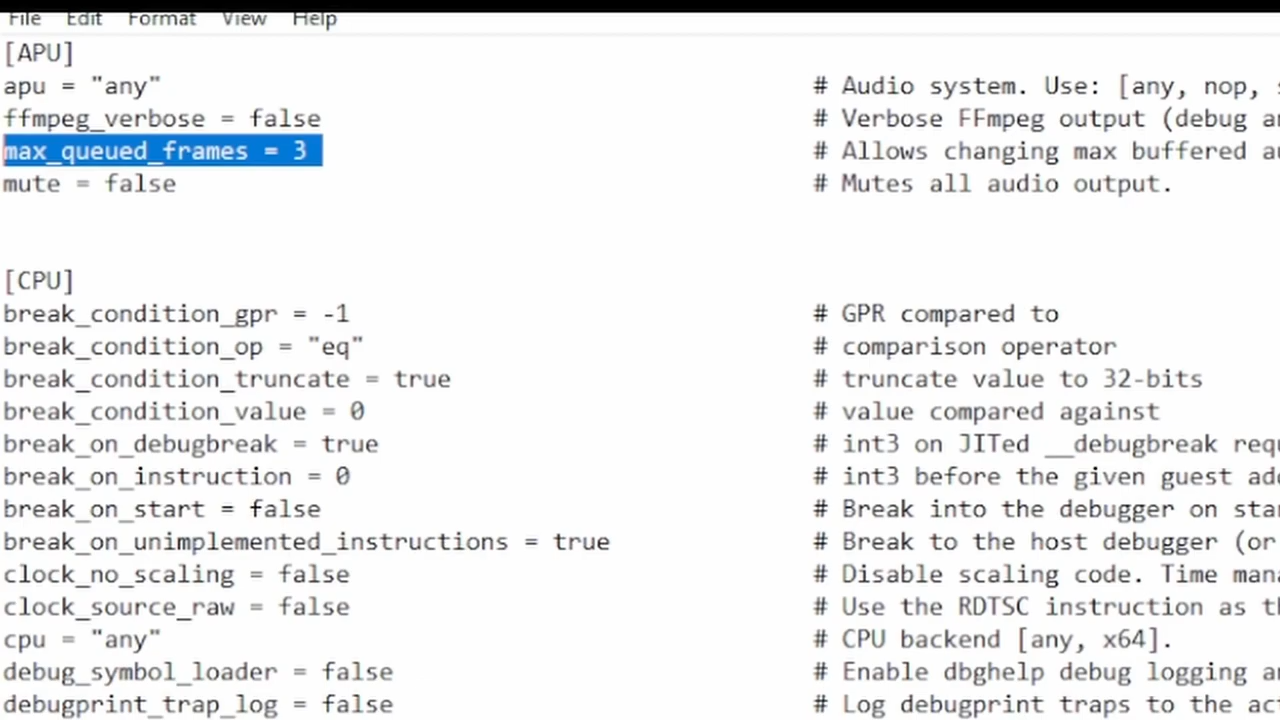 File Edit Format View Help
[APU]
apu = "any" # Audio system. Use: [any, nop,
ffmpeg_verbose = false # Verbose FFmpeg output (debug
max_queued_frames = 3 # Allows changing max buffered
mute = false # Mutes all audio output.
[CPU]
break_condition_gpr = -1 # GPR compared to
break_condition_op = "eq" # comparison operator
break_condition_truncate = true # truncate value to 32-bits
break_condition_value = 0 # value compared against
break_on_debugbreak = true # int3 on JITed __debugbreak
break_on_instruction = 0 # int3 before the given guest
break_on_start = false # Break into the debugger on
break_on_unimplemented_instructions = true # Break to the host debugger (or
clock_no_scaling = false # Disable scaling code. Time
clock_source_raw = false # Use the RDTSC instruction as
cpu = "any" # CPU backend [any, x64].
debug_symbol_loader = false # Enable dbghelp debug logging
debugprint_trap_log = false # Log debugprint traps to the